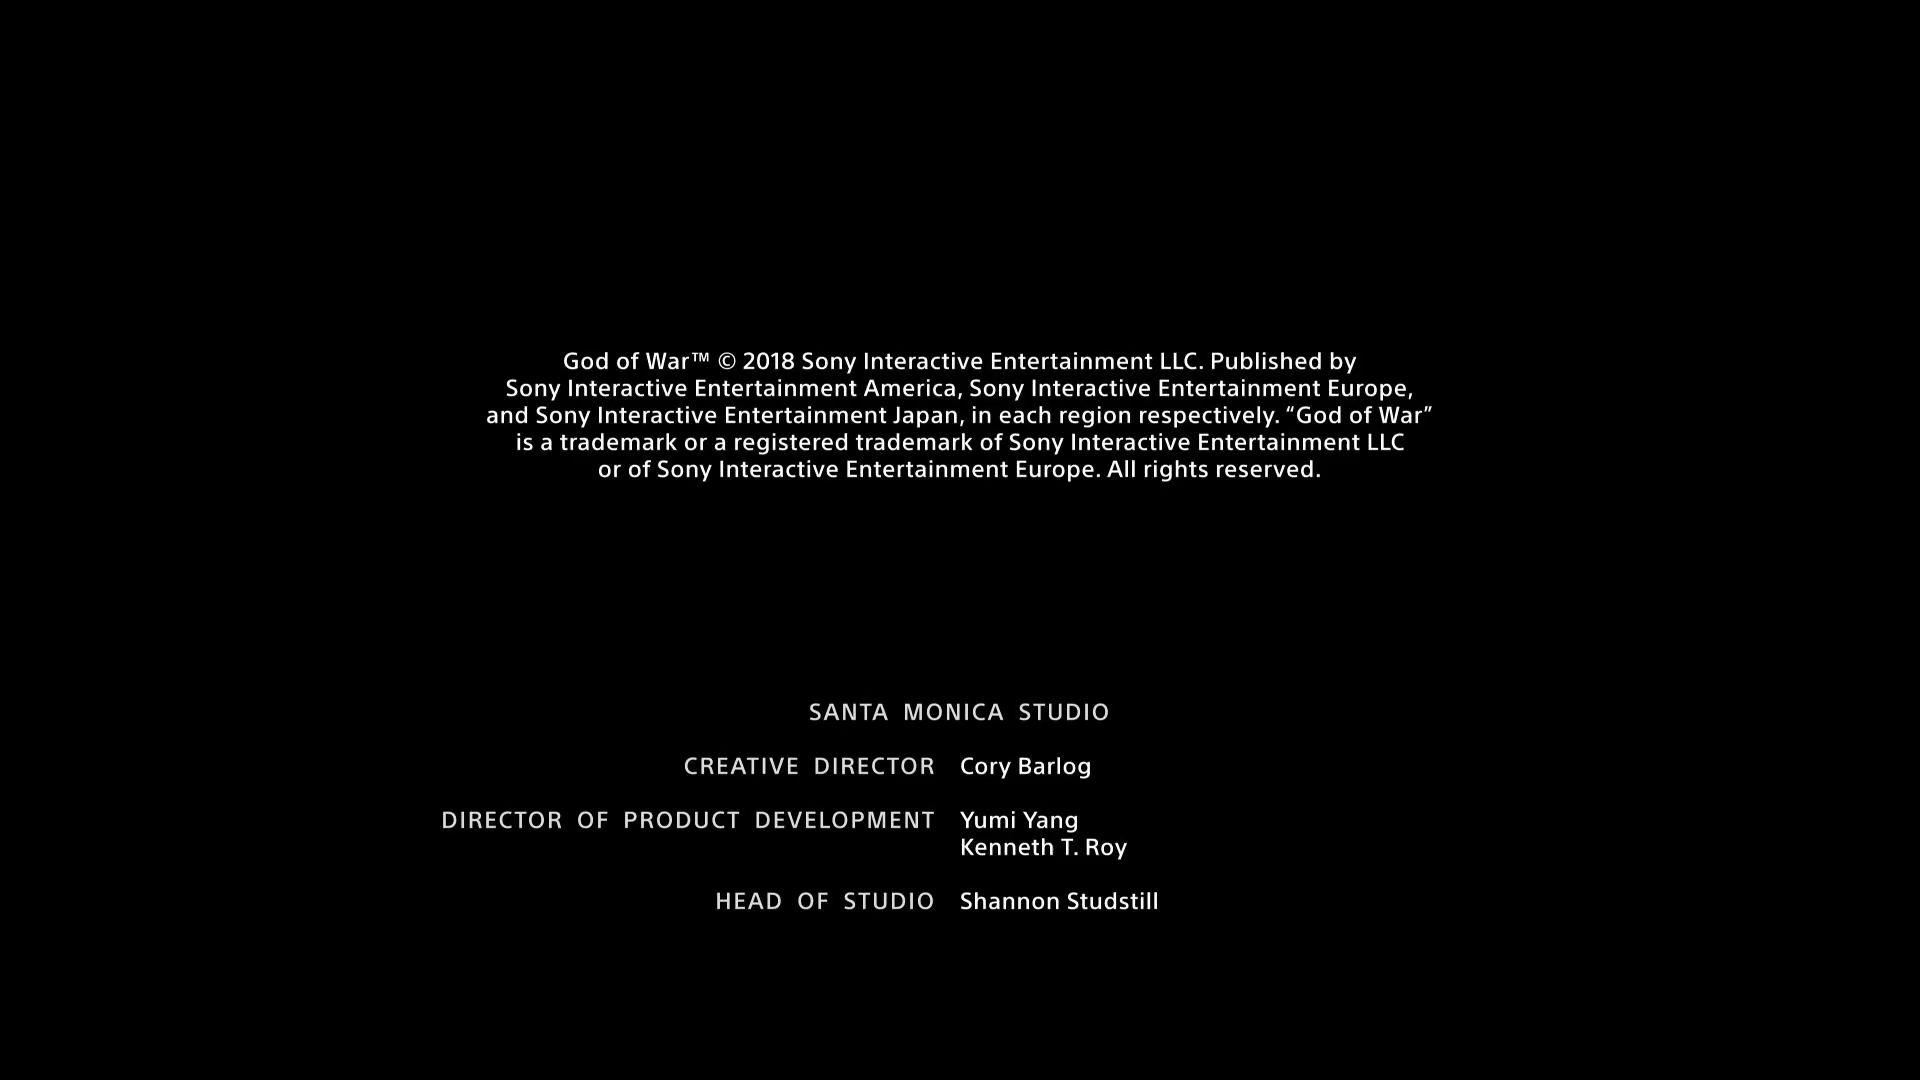 God of War™ © 2018 Sony Interactive Entertainment LLC. Published by
Sony Interactive Entertainment America, Sony Interactive Entertainment Europe,
and Sony Interactive Entertainment Japan, in each region respectively. “God of War”
is a trademark or a registered trademark of Sony Interactive Entertainment LLC
or of Sony Interactive Entertainment Europe. All rights reserved.
SANTA MONICA STUDIO
CREATIVE DIRECTOR Cory Barlog
DIRECTOR OF PRODUCT DEVELOPMENT Yumi Yang
Kenneth T. Roy
HEAD OF STUDIO Shannon Studstill